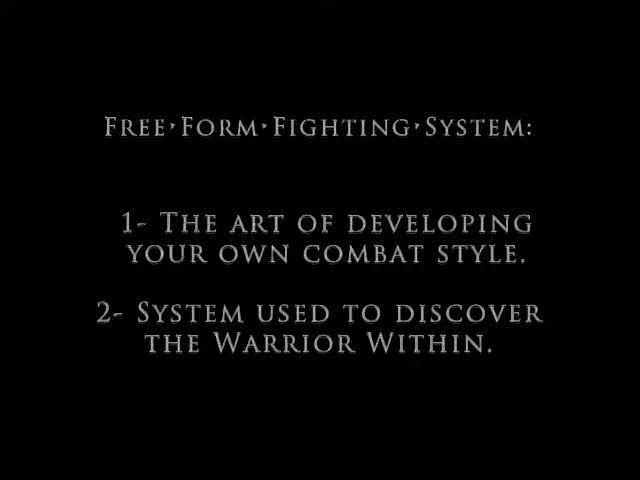 Free·Form·Fighting·System:
1- The art of developing
your own combat style.
2- System used to discover
the Warrior Within.